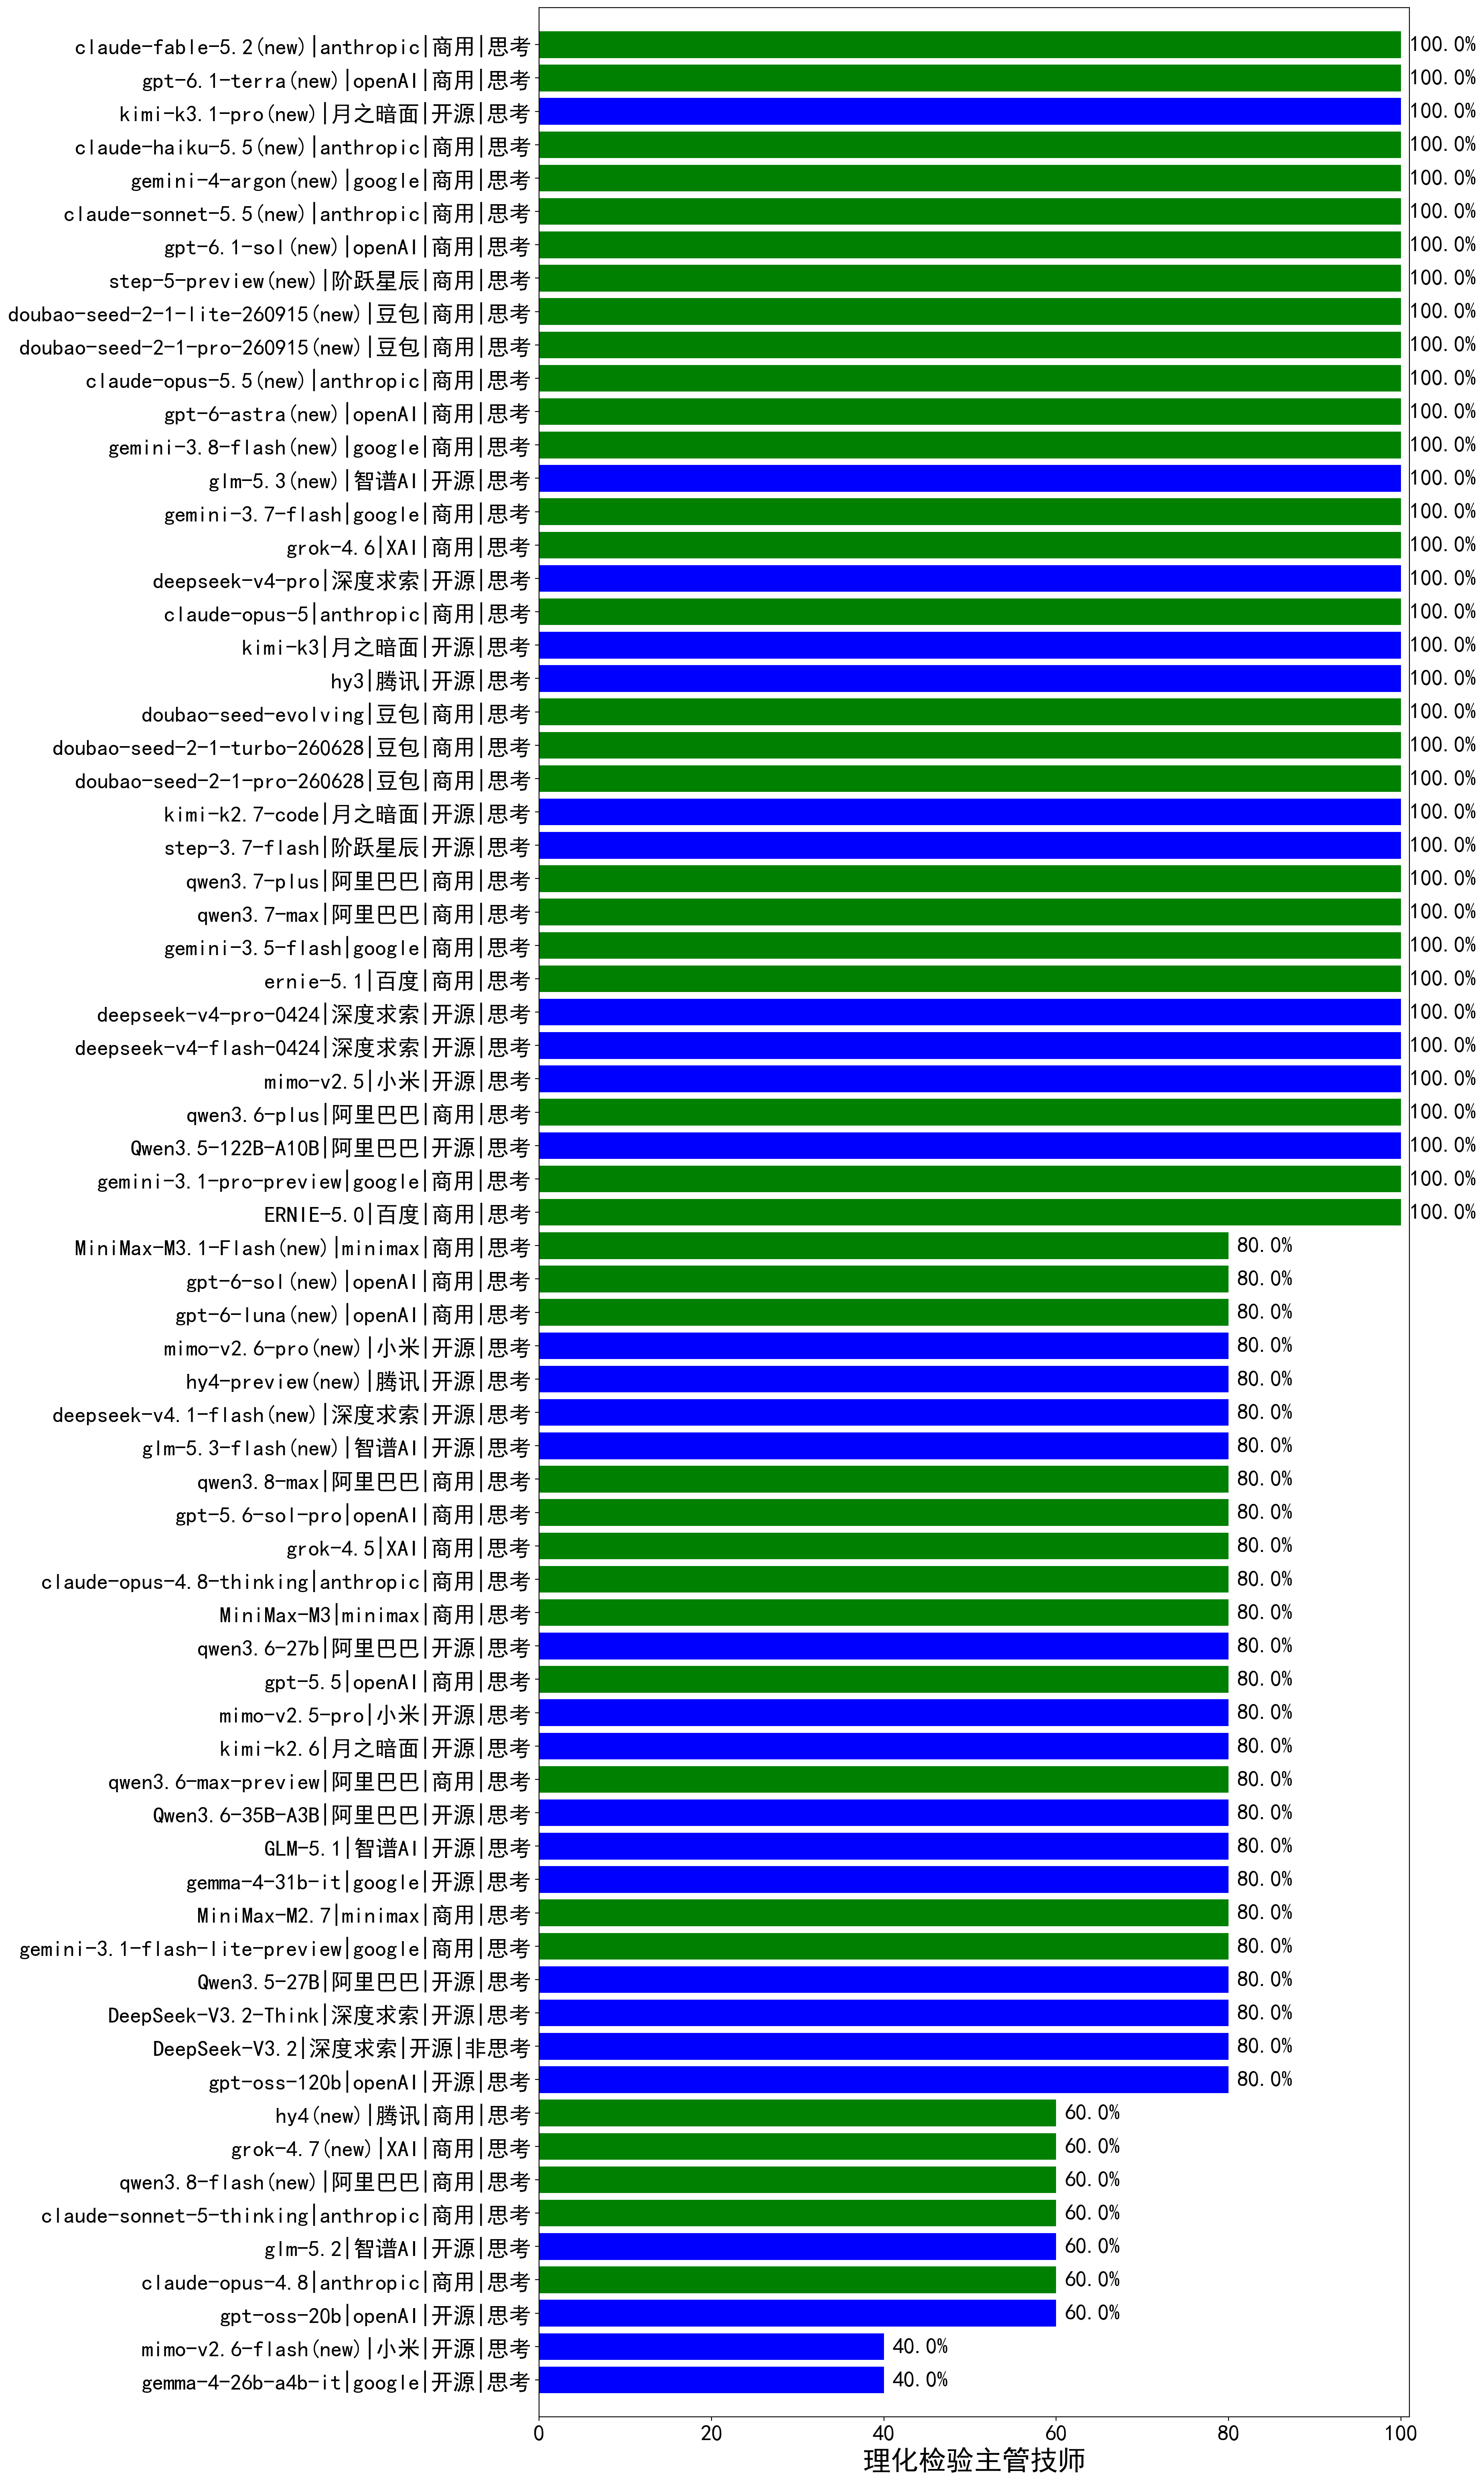 claude-fable-5.2(new)|anthropic|商用|思考 100.0%
gpt-6.1-terra(new)|openAI|商用|思考 100.0%
kimi-k3.1-pro(new)|月之暗面|开源|思考 100.0%
claude-haiku-5.5(new)|anthropic|商用|思考 100.0%
gemini-4-argon(new)|google|商用|思考 100.0%
claude-sonnet-5.5(new)|anthropic|商用|思考 100.0%
gpt-6.1-sol(new)|openAI|商用|思考 100.0%
step-5-preview(new)|阶跃星辰|商用|思考 100.0%
doubao-seed-2-1-lite-260915(new)|豆包|商用|思考 100.0%
doubao-seed-2-1-pro-260915(new)|豆包|商用|思考 100.0%
claude-opus-5.5(new)|anthropic|商用|思考 100.0%
gpt-6-astra(new)|openAI|商用|思考 100.0%
gemini-3.8-flash(new)|google|商用|思考 100.0%
glm-5.3(new)|智谱AI|开源|思考 100.0%
gemini-3.7-flash|google|商用|思考 100.0%
grok-4.6|XAI|商用|思考 100.0%
deepseek-v4-pro|深度求索|开源|思考 100.0%
claude-opus-5|anthropic|商用|思考 100.0%
kimi-k3|月之暗面|开源|思考 100.0%
hy3|腾讯|开源|思考 100.0%
doubao-seed-evolving|豆包|商用|思考 100.0%
doubao-seed-2-1-turbo-260628|豆包|商用|思考 100.0%
doubao-seed-2-1-pro-260628|豆包|商用|思考 100.0%
kimi-k2.7-code|月之暗面|开源|思考 100.0%
step-3.7-flash|阶跃星辰|开源|思考 100.0%
qwen3.7-plus|阿里巴巴|商用|思考 100.0%
qwen3.7-max|阿里巴巴|商用|思考 100.0%
gemini-3.5-flash|google|商用|思考 100.0%
ernie-5.1|百度|商用|思考 100.0%
deepseek-v4-pro-0424|深度求索|开源|思考 100.0%
deepseek-v4-flash-0424|深度求索|开源|思考 100.0%
mimo-v2.5|小米|开源|思考 100.0%
qwen3.6-plus|阿里巴巴|商用|思考 100.0%
Qwen3.5-122B-A10B|阿里巴巴|开源|思考 100.0%
gemini-3.1-pro-preview|google|商用|思考 100.0%
ERNIE-5.0|百度|商用|思考 100.0%
MiniMax-M3.1-Flash(new)|minimax|商用|思考 80.0%
gpt-6-sol(new)|openAI|商用|思考 80.0%
gpt-6-luna(new)|openAI|商用|思考 80.0%
mimo-v2.6-pro(new)|小米|开源|思考 80.0%
hy4-preview(new)|腾讯|开源|思考 80.0%
deepseek-v4.1-flash(new)|深度求索|开源|思考 80.0%
glm-5.3-flash(new)|智谱AI|开源|思考 80.0%
qwen3.8-max|阿里巴巴|商用|思考 80.0%
gpt-5.6-sol-pro|openAI|商用|思考 80.0%
grok-4.5|XAI|商用|思考 80.0%
claude-opus-4.8-thinking|anthropic|商用|思考 80.0%
MiniMax-M3|minimax|商用|思考 80.0%
qwen3.6-27b|阿里巴巴|开源|思考 80.0%
gpt-5.5|openAI|商用|思考 80.0%
mimo-v2.5-pro|小米|开源|思考 80.0%
kimi-k2.6|月之暗面|开源|思考 80.0%
qwen3.6-max-preview|阿里巴巴|商用|思考 80.0%
Qwen3.6-35B-A3B|阿里巴巴|开源|思考 80.0%
GLM-5.1|智谱AI|开源|思考 80.0%
gemma-4-31b-it|google|开源|思考 80.0%
MiniMax-M2.7|minimax|商用|思考 80.0%
gemini-3.1-flash-lite-preview|google|商用|思考 80.0%
Qwen3.5-27B|阿里巴巴|开源|思考 80.0%
DeepSeek-V3.2-Think|深度求索|开源|思考 80.0%
DeepSeek-V3.2|深度求索|开源|非思考 80.0%
gpt-oss-120b|openAI|开源|思考 80.0%
hy4(new)|腾讯|商用|思考 60.0%
grok-4.7(new)|XAI|商用|思考 60.0%
qwen3.8-flash(new)|阿里巴巴|商用|思考 60.0%
claude-sonnet-5-thinking|anthropic|商用|思考 60.0%
glm-5.2|智谱AI|开源|思考 60.0%
claude-opus-4.8|anthropic|商用|思考 60.0%
gpt-oss-20b|openAI|开源|思考 60.0%
mimo-v2.6-flash(new)|小米|开源|思考 40.0%
gemma-4-26b-a4b-it|google|开源|思考 40.0%
0 20 40 60 80 100
理化检验主管技师